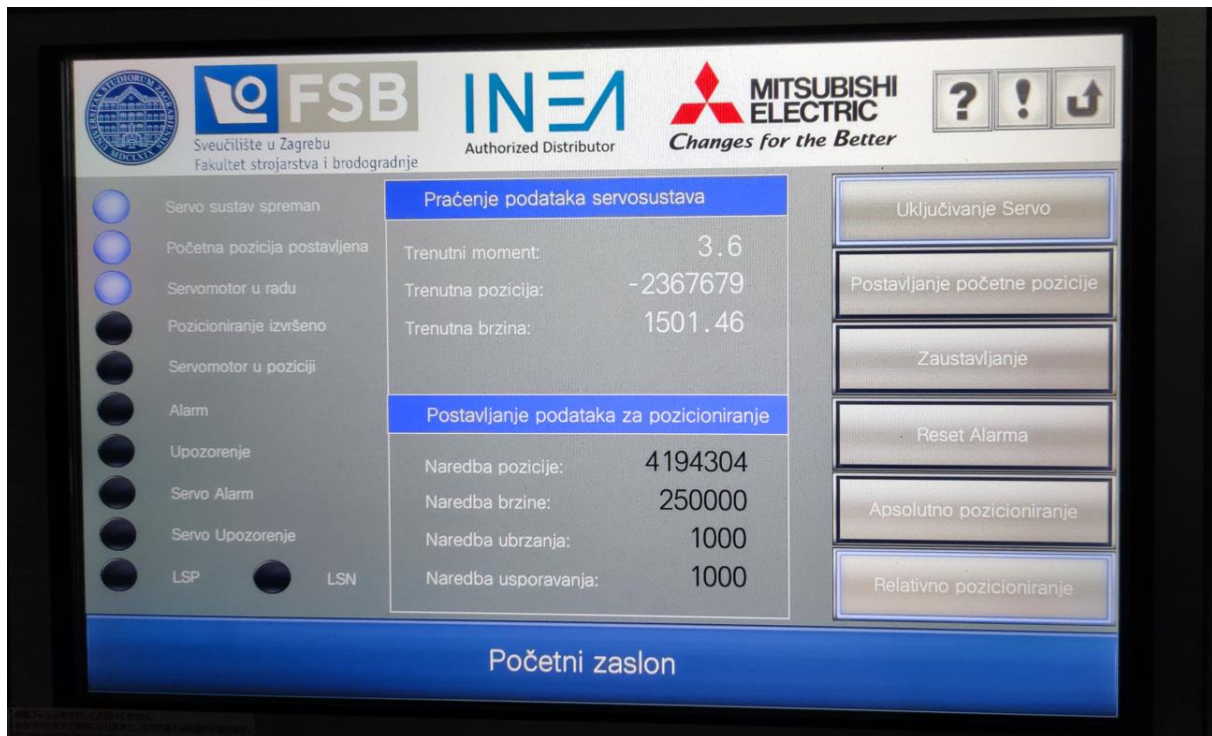 FSB
Sveučilište u Zagrebu
Fakultet strojarstva i brodogradnje
INEA
Authorized Distributor
MITSUBISHI
ELECTRIC
Changes for the Better
? !
Servo sustav spreman
Početna pozicija postavljena
Servomotor u radu
Pozicioniranje izvršeno
Servomotor u poziciji
Alarm
Upozorenje
Servo Alarm
Servo Upozorenje
LSP LSN
Praćenje podataka servosustava
Trenutni moment: 3.6
Trenutna pozicija: -2367679
Trenutna brzina: 1501.46
Postavljanje podataka za pozicioniranje
Naredba pozicije: 4194304
Naredba brzine: 250000
Naredba ubrzanja: 1000
Naredba usporavanja: 1000
Uključivanje Servo
Postavljanje početne pozicije
Zaustavljanje
Reset Alarma
Apsolutno pozicioniranje
Relativno pozicioniranje
Početni zaslon